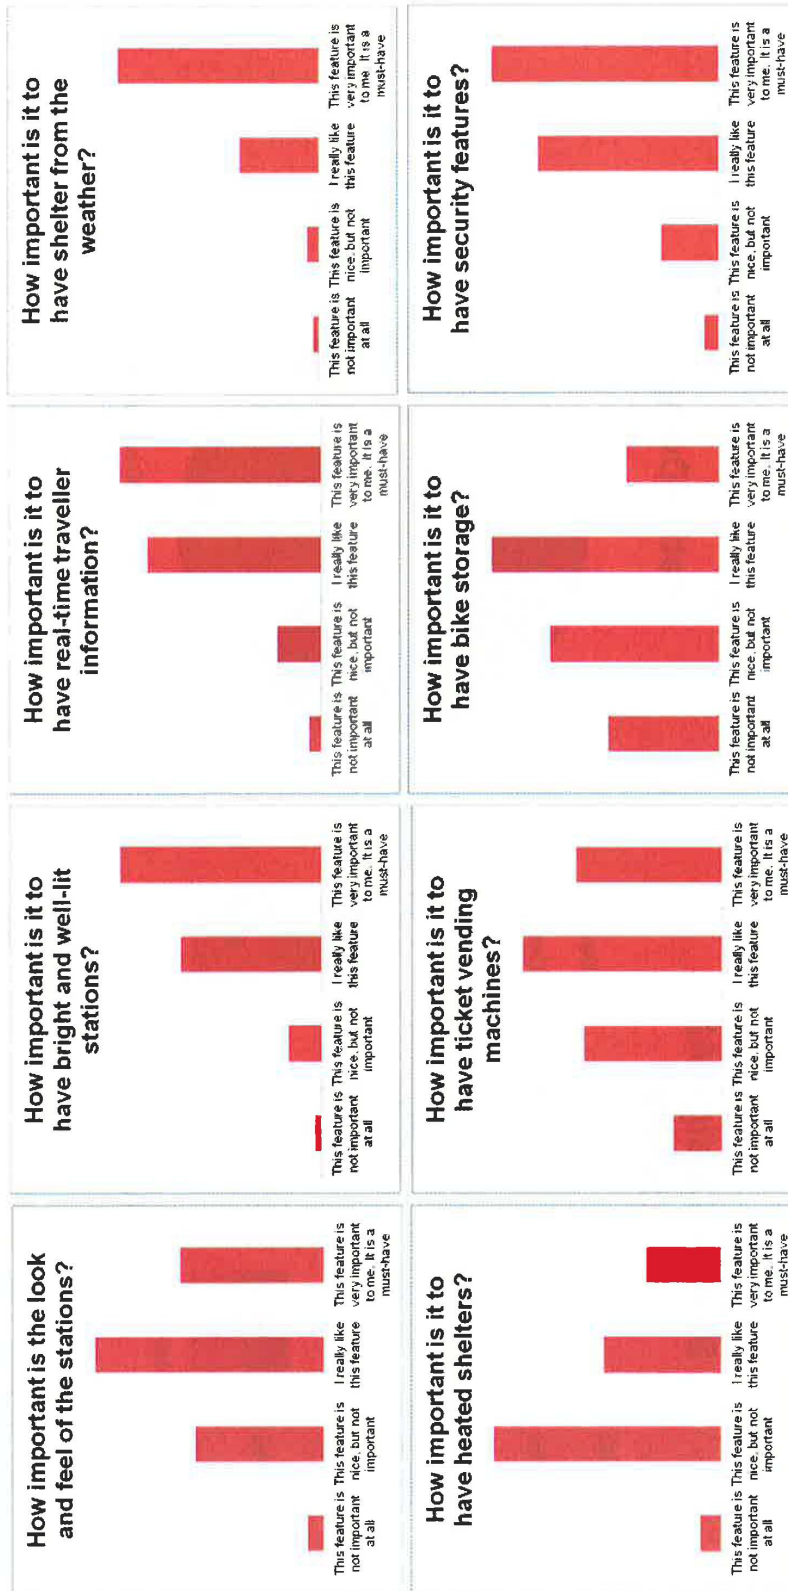 How important is the look
and feel of the stations?
This feature is
not important
at all
This feature is
nice, but not
important
I really like
this feature
This feature is
very important
to me. It is a
must-have
How important is it to
have bright and well-lit
stations?
This feature is
not important
at all
This feature is
nice, but not
important
I really like
this feature
This feature is
very important
to me. It is a
must-have
How important is it to
have real-time traveller
information?
This feature is
not important
at all
This feature is
nice, but not
important
I really like
this feature
This feature is
very important
to me. It is a
must-have
How important is it to
have shelter from the
weather?
This feature is
not important
at all
This feature is
nice, but not
important
I really like
this feature
This feature is
very important
to me. It is a
must-have
How important is it to
have heated shelters?
This feature is
not important
at all
This feature is
nice, but not
important
I really like
this feature
This feature is
very important
to me. It is a
must-have
How important is it to
have ticket vending
machines?
This feature is
not important
at all
This feature is
nice, but not
important
I really like
this feature
This feature is
very important
to me. It is a
must-have
How important is it to
have bike storage?
This feature is
not important
at all
This feature is
nice, but not
important
I really like
this feature
This feature is
very important
to me. It is a
must-have
How important is it to
have security features?
This feature is
not important
at all
This feature is
nice, but not
important
I really like
this feature
This feature is
very important
to me. It is a
must-have